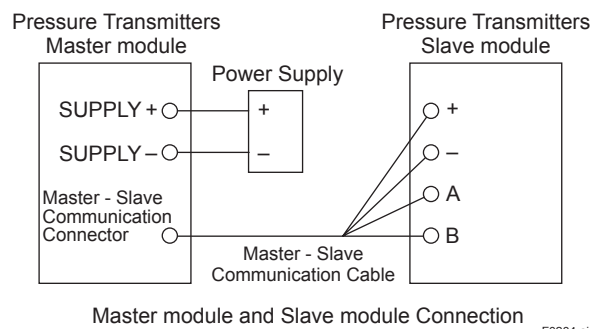 Pressure Transmitters
Master module
Pressure Transmitters
Slave module
Power Supply
SUPPLY +
+
+
SUPPLY –
–
–
A
Master - Slave
Communication
Connector
B
Master - Slave
Communication Cable
Master module and Slave module Connection